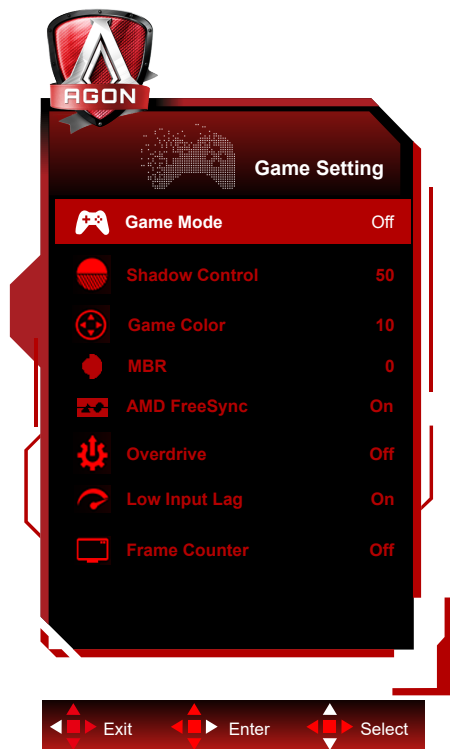 AGON
Game Setting
Game Mode Off
Shadow Control 50
Game Color 10
MBR 0
AMD FreeSync On
Overdrive Off
Low Input Lag On
Frame Counter Off
Exit Enter Select